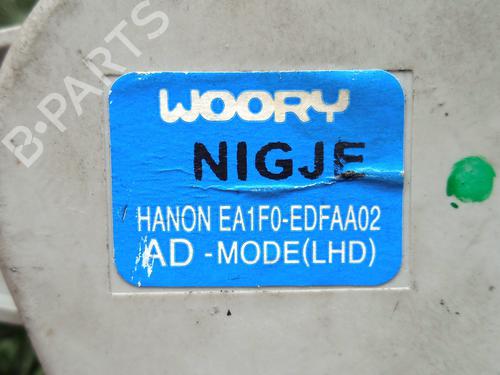 B-PARTS
WOORY
NIGJE
HANON EA1F0-EDFAA02
AD -MODE(LHD)